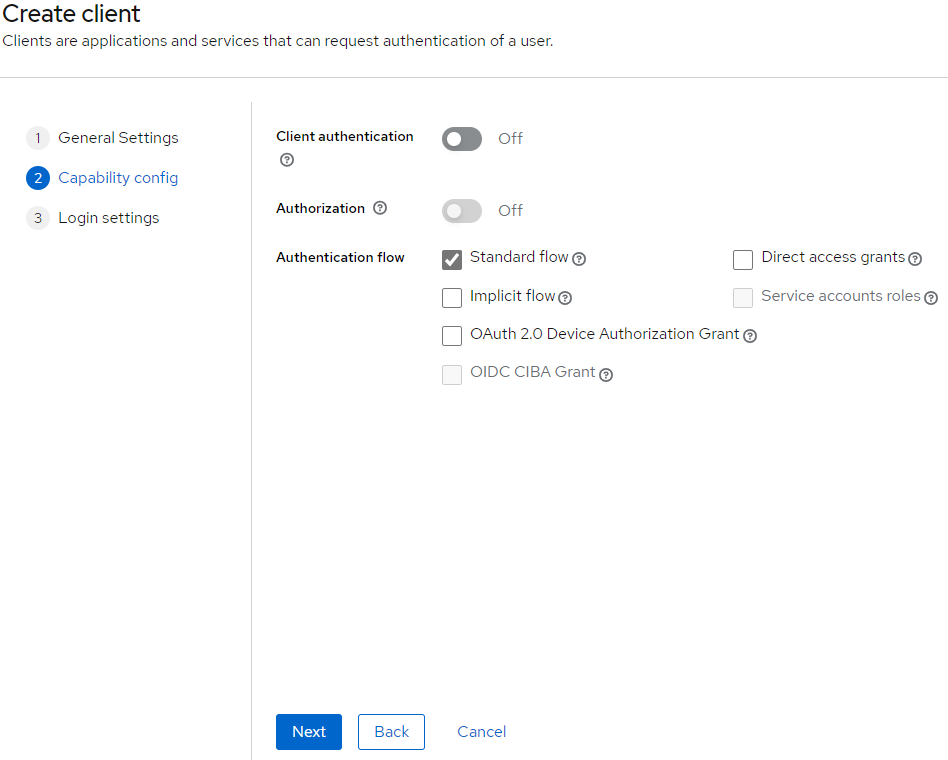 Create client
Clients are applications and services that can request authentication of a user.
1 General Settings
2 Capability config
3 Login settings
Client authentication
Off
Authorization
Off
Authentication flow
Standard flow
Direct access grants
Implicit flow
Service accounts roles
OAuth 2.0 Device Authorization Grant
OIDC CIBA Grant
Next
Back
Cancel